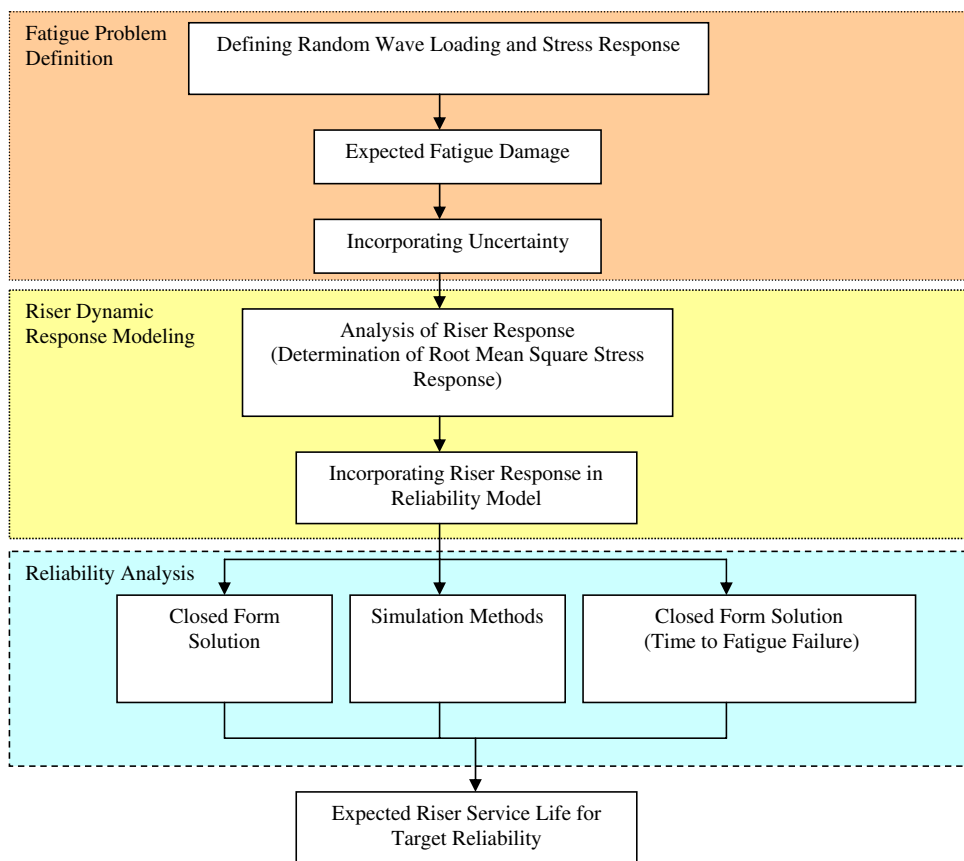 Fatigue Problem
Definition
Defining Random Wave Loading and Stress Response
Expected Fatigue Damage
Incorporating Uncertainty
Riser Dynamic
Response Modeling
Analysis of Riser Response
(Determination of Root Mean Square Stress
Response)
Incorporating Riser Response in
Reliability Model
Reliability Analysis
Closed Form
Solution
Simulation Methods
Closed Form Solution
(Time to Fatigue Failure)
Expected Riser Service Life for
Target Reliability